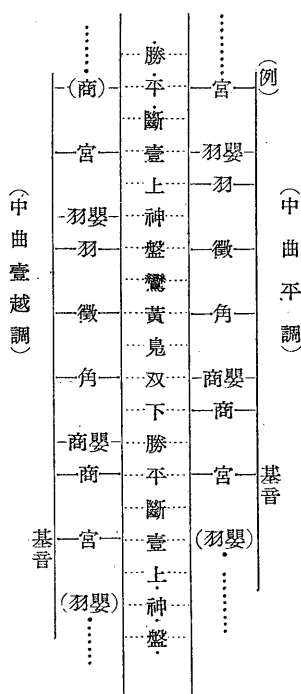 (例)
(中曲平調)
基音
宮
嬰羽
羽
徵
角
嬰商
商
宮
(嬰羽)
勝平斷壹上神盤鸞黃鳧双下勝平斷壹上神盤
(商)
宮
嬰羽
羽
徵
角
嬰商
商
宮
(嬰羽)
基音
(中曲壹越調)